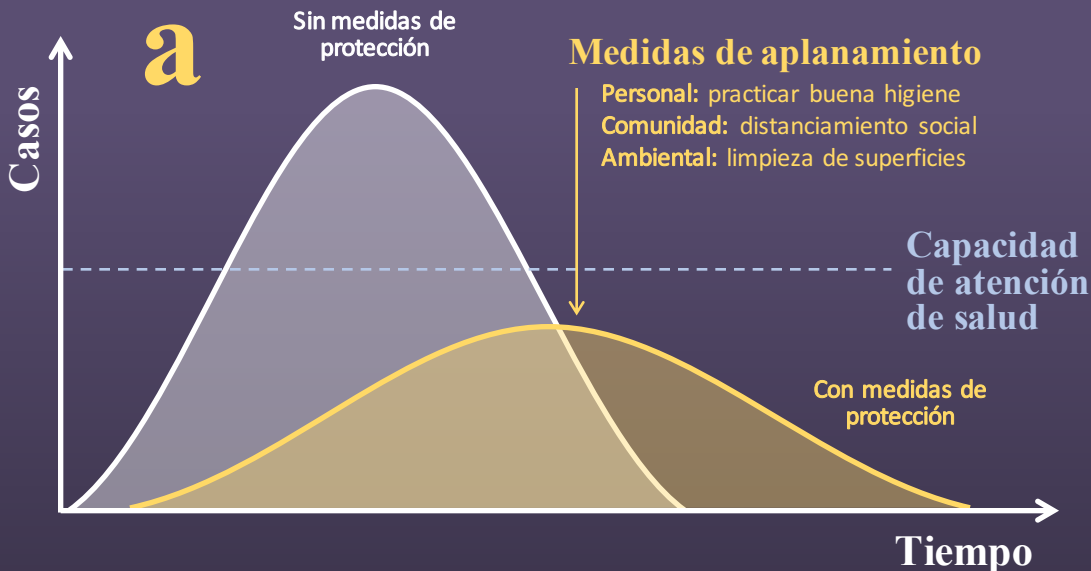 a
Sin medidas de
protección
Medidas de aplanamiento
Personal: practicar buena higiene
Comunidad: distanciamiento social
Ambiental: limpieza de superficies
Casos
Capacidad
de atención
de salud
Con medidas de
protección
Tiempo